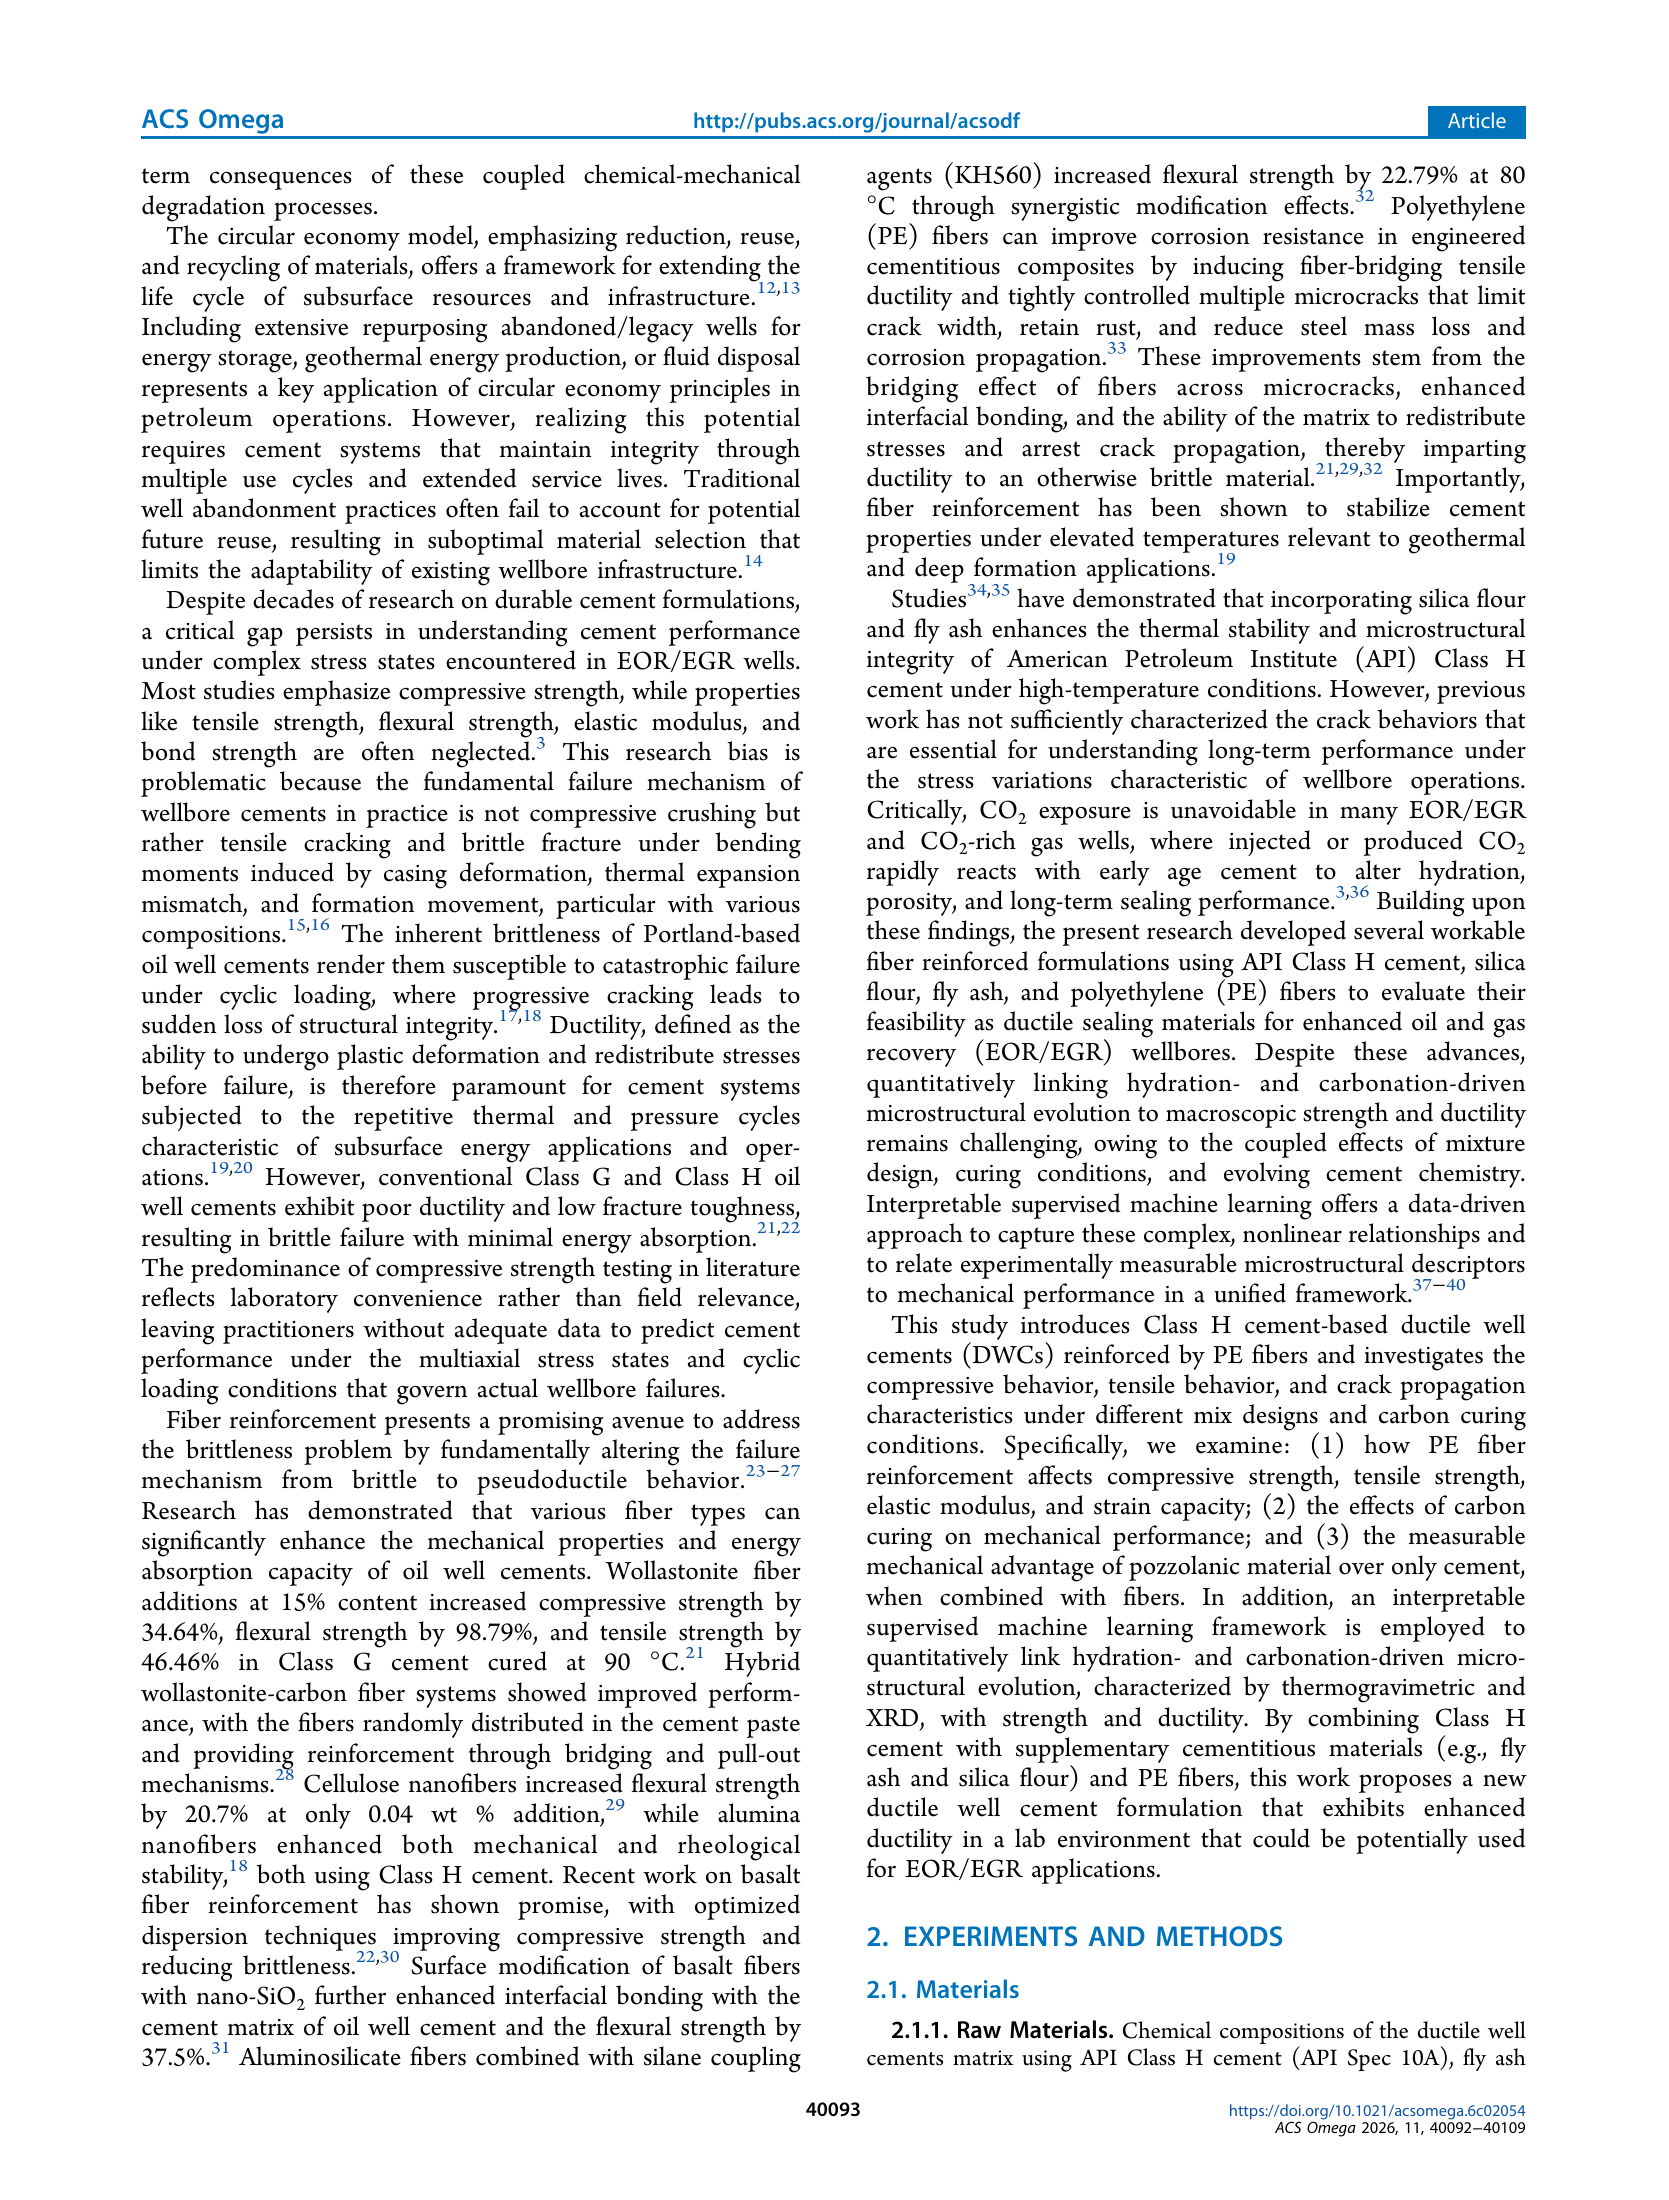 ACS Omega
http://pubs.acs.org/journal/acsodf
Article
term consequences of these coupled chemical-mechanical
degradation processes.
The circular economy model, emphasizing reduction, reuse,
and recycling of materials, offers a framework for extending the
life cycle of subsurface resources and infrastructure.12,13
Including extensive repurposing abandoned/legacy wells for
energy storage, geothermal energy production, or fluid disposal
represents a key application of circular economy principles in
petroleum operations. However, realizing this potential
requires cement systems that maintain integrity through
multiple use cycles and extended service lives. Traditional
well abandonment practices often fail to account for potential
future reuse, resulting in suboptimal material selection that
limits the adaptability of existing wellbore infrastructure.14
Despite decades of research on durable cement formulations,
a critical gap persists in understanding cement performance
under complex stress states encountered in EOR/EGR wells.
Most studies emphasize compressive strength, while properties
like tensile strength, flexural strength, elastic modulus, and
bond strength are often neglected.3 This research bias is
problematic because the fundamental failure mechanism of
wellbore cements in practice is not compressive crushing but
rather tensile cracking and brittle fracture under bending
moments induced by casing deformation, thermal expansion
mismatch, and formation movement, particular with various
compositions.15,16 The inherent brittleness of Portland-based
oil well cements render them susceptible to catastrophic failure
under cyclic loading, where progressive cracking leads to
sudden loss of structural integrity.17,18 Ductility, defined as the
ability to undergo plastic deformation and redistribute stresses
before failure, is therefore paramount for cement systems
subjected to the repetitive thermal and pressure cycles
characteristic of subsurface energy applications and oper-
ations.19,20 However, conventional Class G and Class H oil
well cements exhibit poor ductility and low fracture toughness,
resulting in brittle failure with minimal energy absorption.21,22
The predominance of compressive strength testing in literature
reflects laboratory convenience rather than field relevance,
leaving practitioners without adequate data to predict cement
performance under the multiaxial stress states and cyclic
loading conditions that govern actual wellbore failures.
Fiber reinforcement presents a promising avenue to address
the brittleness problem by fundamentally altering the failure
mechanism from brittle to pseudoductile behavior.23−27
Research has demonstrated that various fiber types can
significantly enhance the mechanical properties and energy
absorption capacity of oil well cements. Wollastonite fiber
additions at 15% content increased compressive strength by
34.64%, flexural strength by 98.79%, and tensile strength by
46.46% in Class G cement cured at 90 °C.21 Hybrid
wollastonite-carbon fiber systems showed improved perform-
ance, with the fibers randomly distributed in the cement paste
and providing reinforcement through bridging and pull-out
mechanisms.28 Cellulose nanofibers increased flexural strength
by 20.7% at only 0.04 wt % addition,29 while alumina
nanofibers enhanced both mechanical and rheological
stability,18 both using Class H cement. Recent work on basalt
fiber reinforcement has shown promise, with optimized
dispersion techniques improving compressive strength and
reducing brittleness.22,30 Surface modification of basalt fibers
with nano-SiO2 further enhanced interfacial bonding with the
cement matrix of oil well cement and the flexural strength by
37.5%.31 Aluminosilicate fibers combined with silane coupling
agents (KH560) increased flexural strength by 22.79% at 80
°C through synergistic modification effects.32 Polyethylene
(PE) fibers can improve corrosion resistance in engineered
cementitious composites by inducing fiber-bridging tensile
ductility and tightly controlled multiple microcracks that limit
crack width, retain rust, and reduce steel mass loss and
corrosion propagation.33 These improvements stem from the
bridging effect of fibers across microcracks, enhanced
interfacial bonding, and the ability of the matrix to redistribute
stresses and arrest crack propagation, thereby imparting
ductility to an otherwise brittle material.21,29,32 Importantly,
fiber reinforcement has been shown to stabilize cement
properties under elevated temperatures relevant to geothermal
and deep formation applications.19
Studies34,35 have demonstrated that incorporating silica flour
and fly ash enhances the thermal stability and microstructural
integrity of American Petroleum Institute (API) Class H
cement under high-temperature conditions. However, previous
work has not sufficiently characterized the crack behaviors that
are essential for understanding long-term performance under
the stress variations characteristic of wellbore operations.
Critically, CO2 exposure is unavoidable in many EOR/EGR
and CO2-rich gas wells, where injected or produced CO2
rapidly reacts with early age cement to alter hydration,
porosity, and long-term sealing performance.3,36 Building upon
these findings, the present research developed several workable
fiber reinforced formulations using API Class H cement, silica
flour, fly ash, and polyethylene (PE) fibers to evaluate their
feasibility as ductile sealing materials for enhanced oil and gas
recovery (EOR/EGR) wellbores. Despite these advances,
quantitatively linking hydration- and carbonation-driven
microstructural evolution to macroscopic strength and ductility
remains challenging, owing to the coupled effects of mixture
design, curing conditions, and evolving cement chemistry.
Interpretable supervised machine learning offers a data-driven
approach to capture these complex, nonlinear relationships and
to relate experimentally measurable microstructural descriptors
to mechanical performance in a unified framework.37−40
This study introduces Class H cement-based ductile well
cements (DWCs) reinforced by PE fibers and investigates the
compressive behavior, tensile behavior, and crack propagation
characteristics under different mix designs and carbon curing
conditions. Specifically, we examine: (1) how PE fiber
reinforcement affects compressive strength, tensile strength,
elastic modulus, and strain capacity; (2) the effects of carbon
curing on mechanical performance; and (3) the measurable
mechanical advantage of pozzolanic material over only cement,
when combined with fibers. In addition, an interpretable
supervised machine learning framework is employed to
quantitatively link hydration- and carbonation-driven micro-
structural evolution, characterized by thermogravimetric and
XRD, with strength and ductility. By combining Class H
cement with supplementary cementitious materials (e.g., fly
ash and silica flour) and PE fibers, this work proposes a new
ductile well cement formulation that exhibits enhanced
ductility in a lab environment that could be potentially used
for EOR/EGR applications.
2. EXPERIMENTS AND METHODS
2.1. Materials
2.1.1. Raw Materials. Chemical compositions of the ductile well
cements matrix using API Class H cement (API Spec 10A), fly ash
40093
https://doi.org/10.1021/acsomega.6c02054
ACS Omega 2026, 11, 40092−40109